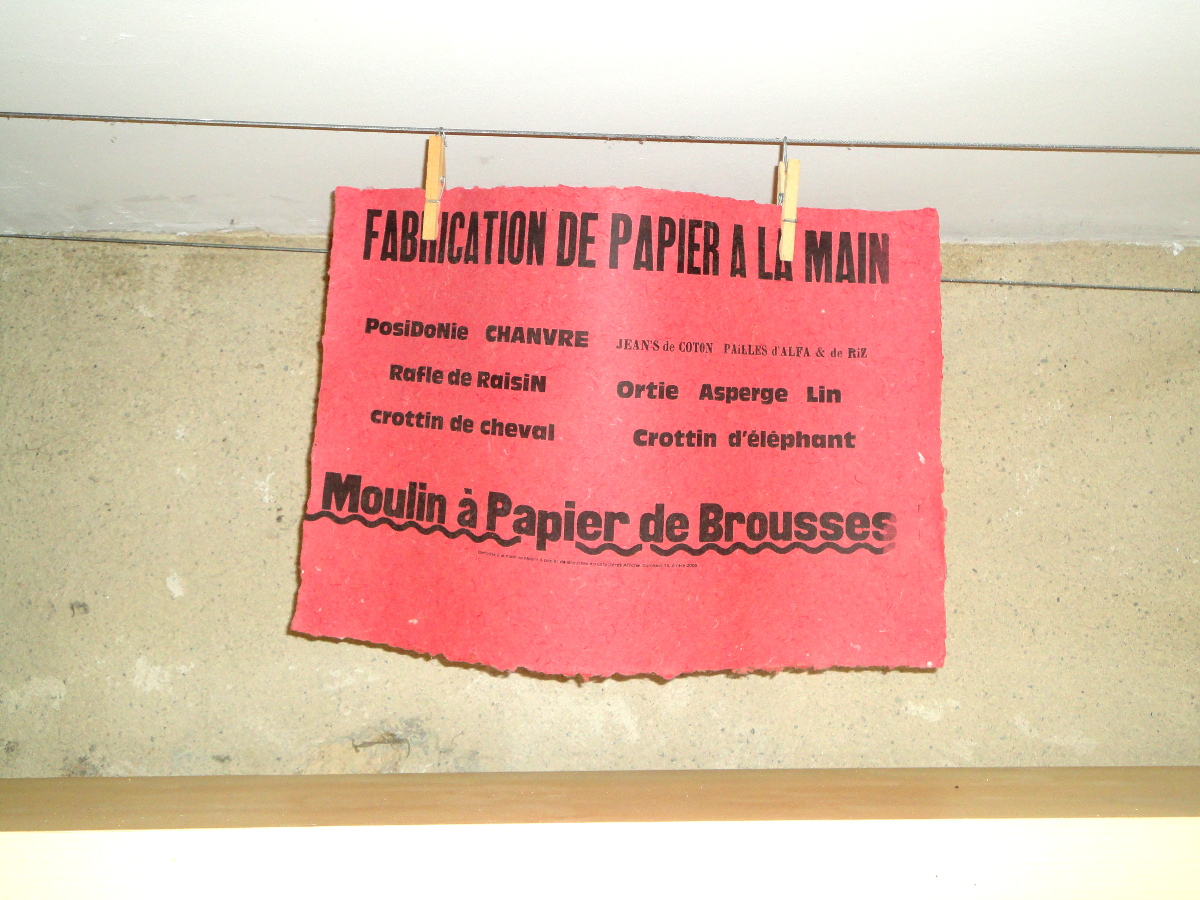 FABRICATION DE PAPIER A LA MAIN
PosiDoNie CHANVRE
JEAN'S de COTON PAiLLES d'ALFA & de RiZ
Rafle de RaisiN
Ortie Asperge Lin
crottin de cheval
Crottin d'éléphant
Moulin à Papier de Brousses